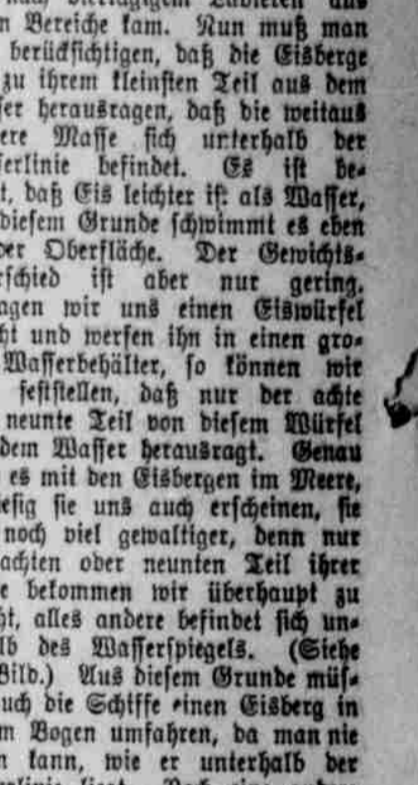 n Bereiche kam. Nun muß man
berücksichtigen, daß die Eisberge
zu ihrem kleinsten Teil aus dem
ser herausragen, daß die weitaus
ere Masse sich unterhalb der
serlinie befindet. Es ist be-
t, daß Eis leichter ist als Wasser,
diesem Grunde schwimmt es eben
der Oberfläche. Der Gewichts-
rschied ist aber nur gering.
agen wir uns einen Eiswürfel
ht und werfen ihn in einen gro-
Wasserbehälter, so können wir
feststellen, daß nur der achte
neunte Teil von diesem Würfel
dem Wasser herausragt. Genau
es mit den Eisbergen im Meere,
iesig sie uns auch erscheinen, sie
noch viel gewaltiger, denn nur
achten oder neunten Teil ihrer
e bekommen wir überhaupt zu
ht, alles andere befindet sich un-
lb des Wasserspiegels. (Siehe
Bild.) Aus diesem Grunde müs-
uch die Schiffe einen Eisberg in
m Bogen umfahren, da man nie
n kann, wie er unterhalb der